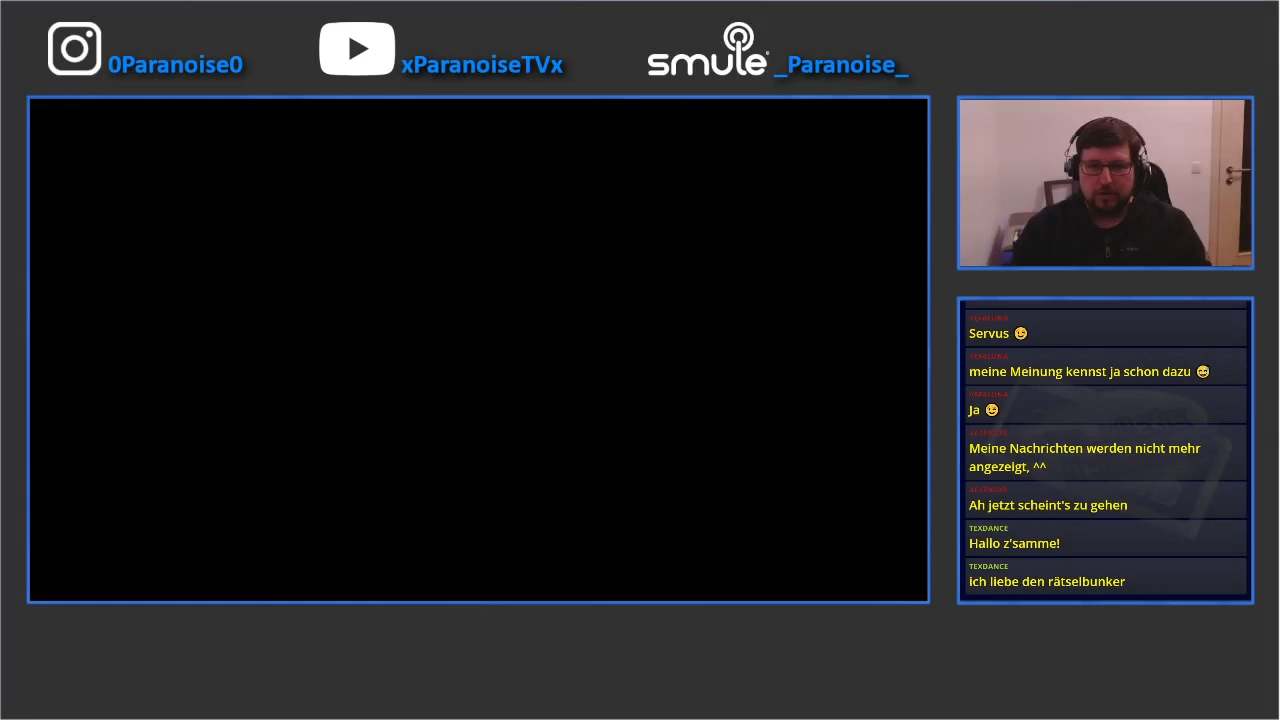 0Paranoise0
xParanoiseTVx
smule
_Paranoise_
Servus 😉
meine Meinung kennst ja schon dazu 😅
Ja 😉
Meine Nachrichten werden nicht mehr
angezeigt, ^^
Ah jetzt scheint's zu gehen
TEXDANCE
Hallo z'samme!
TEXDANCE
ich liebe den rätselbunker